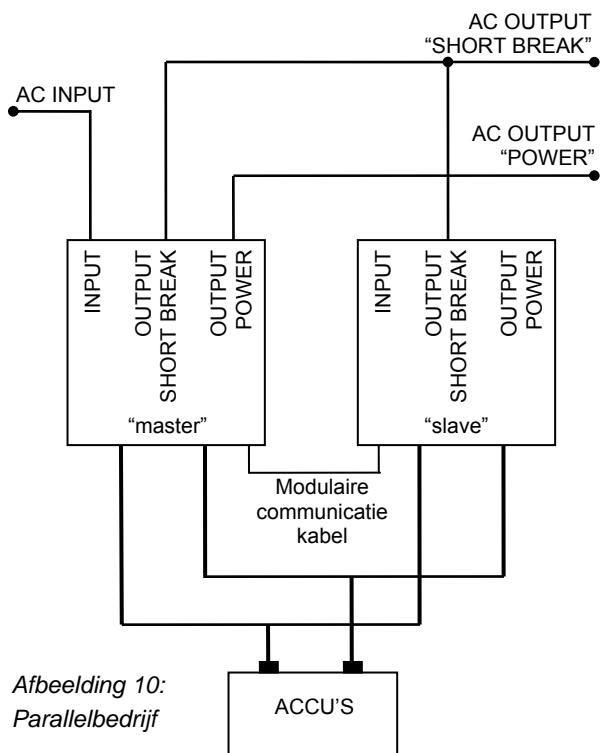 AC OUTPUT
“SHORT BREAK”
AC INPUT
AC OUTPUT
“POWER”
INPUT
OUTPUT
SHORT BREAK
OUTPUT
POWER
“master”
INPUT
OUTPUT
SHORT BREAK
OUTPUT
POWER
“slave”
Modulaire
communicatie
kabel
Afbeelding 10:
Parallelbedrijf
ACCU'S